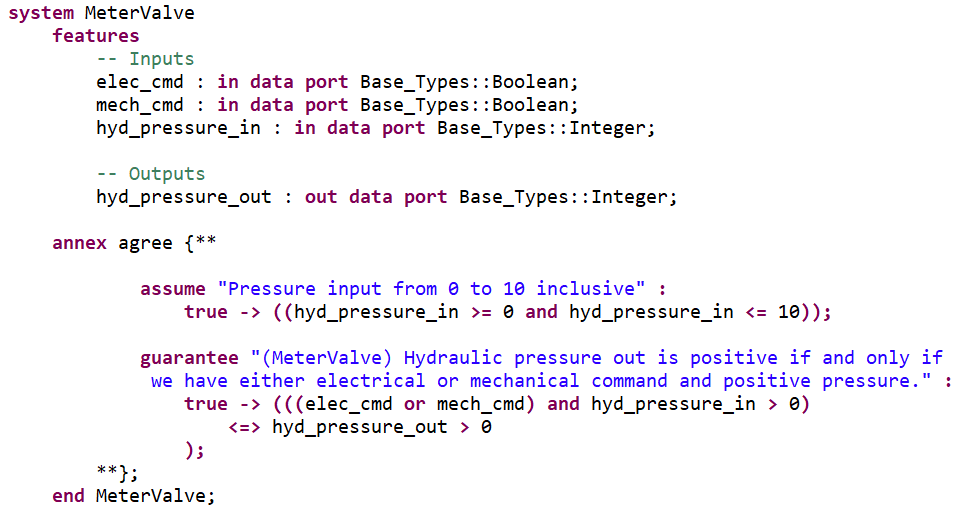 system MeterValve
features
-- Inputs
elec_cmd : in data port Base_Types::Boolean;
mech_cmd : in data port Base_Types::Boolean;
hyd_pressure_in : in data port Base_Types::Integer;
-- Outputs
hyd_pressure_out : out data port Base_Types::Integer;
annex agree {**
assume "Pressure input from 0 to 10 inclusive" :
true -> ((hyd_pressure_in >= 0 and hyd_pressure_in <= 10));
guarantee "(MeterValve) Hydraulic pressure out is positive if and only if
we have either electrical or mechanical command and positive pressure." :
true -> (((elec_cmd or mech_cmd) and hyd_pressure_in > 0)
<=> hyd_pressure_out > 0
);
**};
end MeterValve;